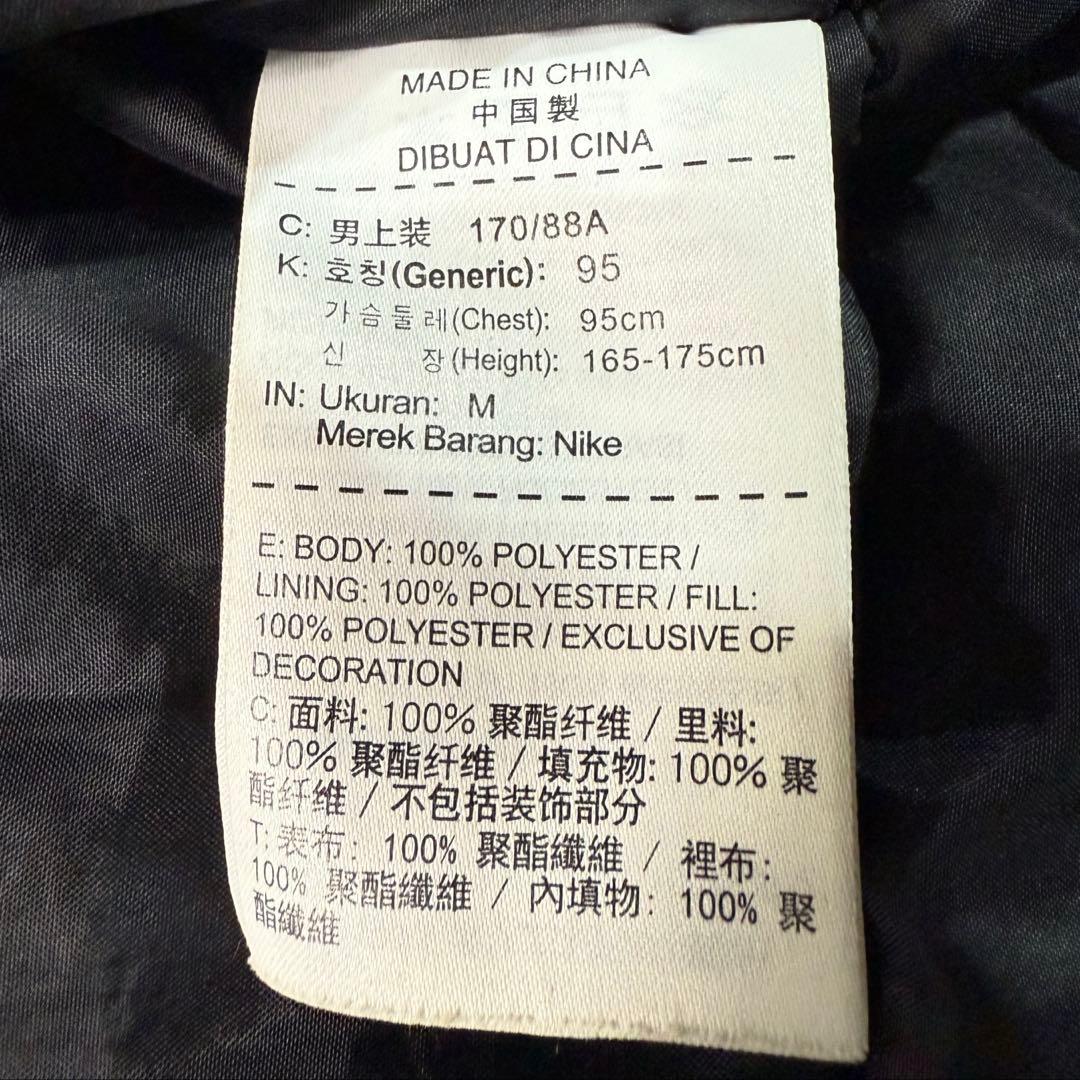 MADE IN CHINA
中国製
DIBUAT DI CINA
C: 男上装 170/88A
K: 호칭(Generic): 95
가슴둘레(Chest): 95cm
신 장(Height): 165-175cm
IN: Ukuran: M
Merek Barang: Nike
E: BODY: 100% POLYESTER /
LINING: 100% POLYESTER / FILL:
100% POLYESTER / EXCLUSIVE OF
DECORATION
C: 面料: 100% 聚酯纤维 / 里料:
100% 聚酯纤维 / 填充物: 100% 聚
酯纤维 / 不包括装饰部分
T: 表布: 100% 聚酯纖維 / 裡布:
100% 聚酯纖維 / 內填物: 100% 聚
酯纖維